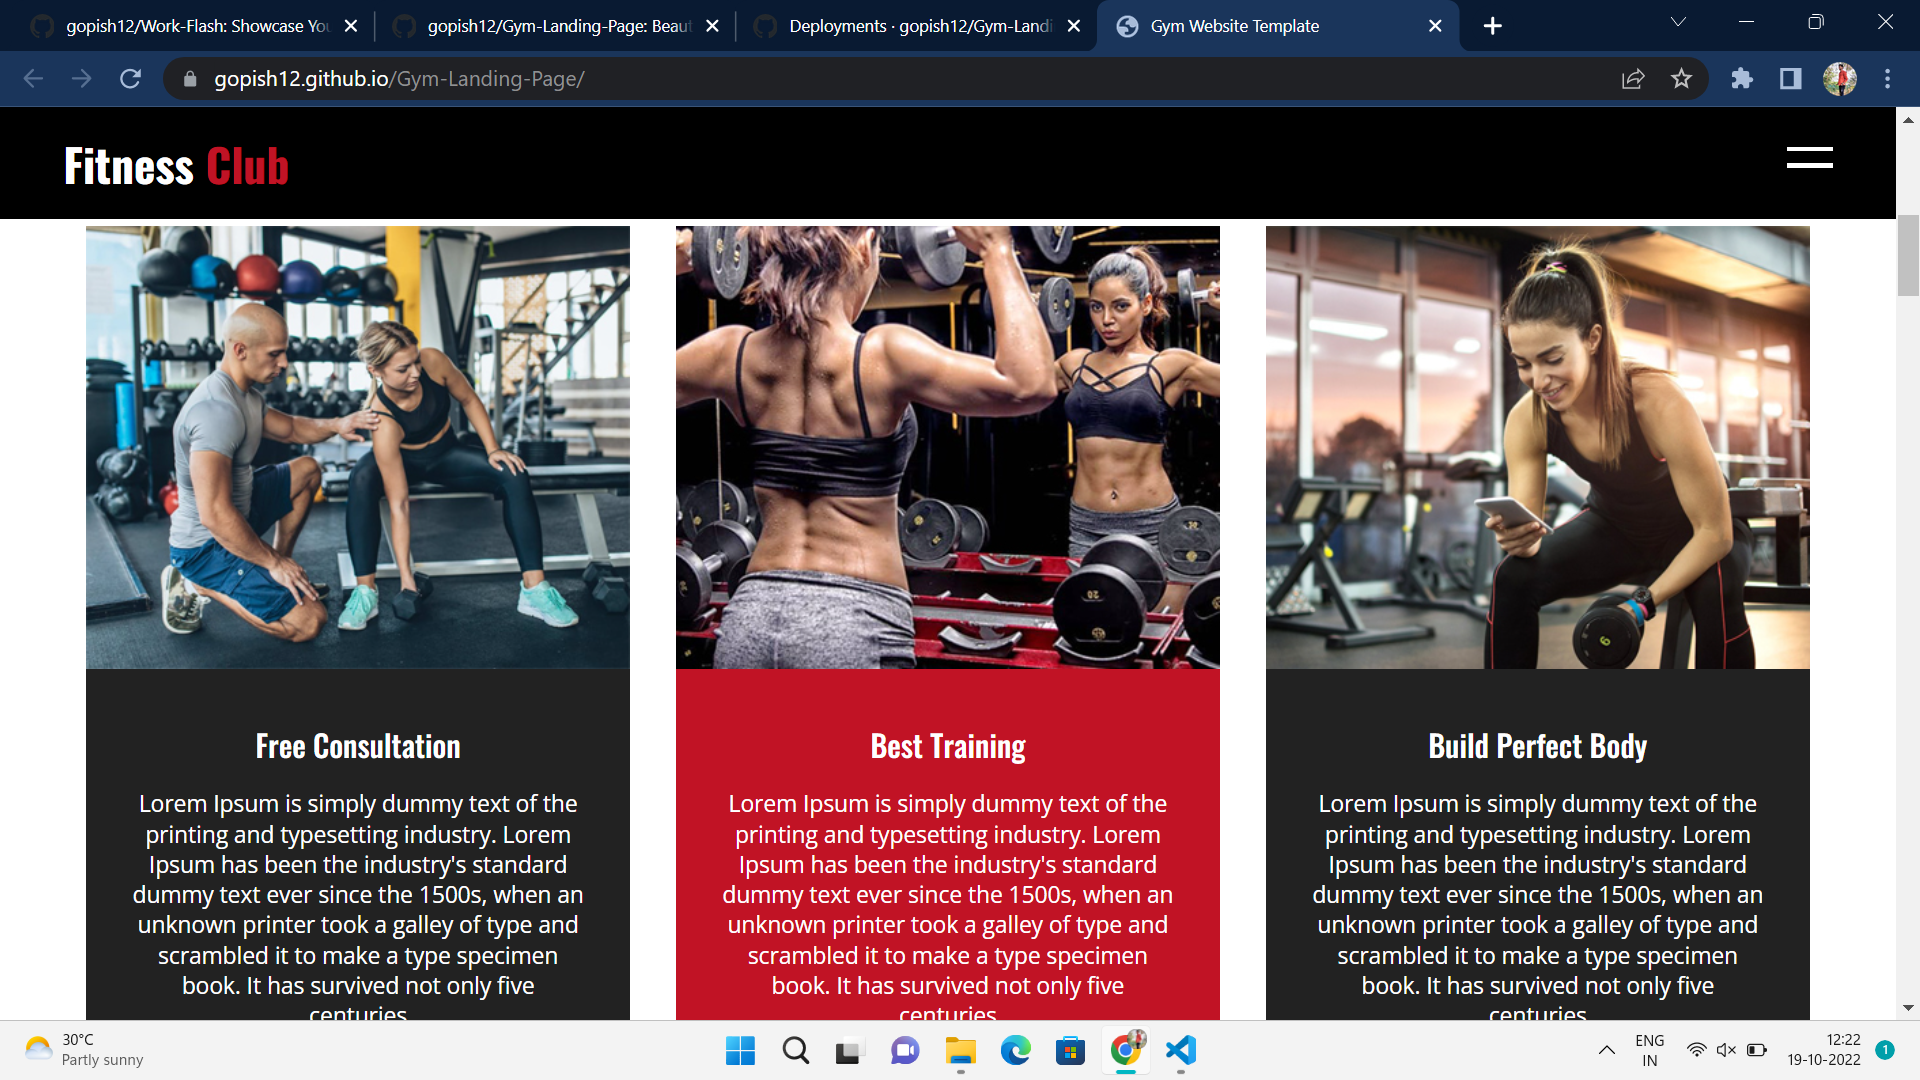 gopish12/Work-Flash: Showcase You
gopish12/Gym-Landing-Page: Beaut
Deployments · gopish12/Gym-Landi
Gym Website Template
gopish12.github.io/Gym-Landing-Page/
Fitness Club
20
6
Free Consultation
Lorem Ipsum is simply dummy text of the
printing and typesetting industry. Lorem
Ipsum has been the industry's standard
dummy text ever since the 1500s, when an
unknown printer took a galley of type and
scrambled it to make a type specimen
book. It has survived not only five
centuries
Best Training
Lorem Ipsum is simply dummy text of the
printing and typesetting industry. Lorem
Ipsum has been the industry's standard
dummy text ever since the 1500s, when an
unknown printer took a galley of type and
scrambled it to make a type specimen
book. It has survived not only five
centuries
Build Perfect Body
Lorem Ipsum is simply dummy text of the
printing and typesetting industry. Lorem
Ipsum has been the industry's standard
dummy text ever since the 1500s, when an
unknown printer took a galley of type and
scrambled it to make a type specimen
book. It has survived not only five
centuries
30°C
Partly sunny
ENG
IN
12:22
19-10-2022
1